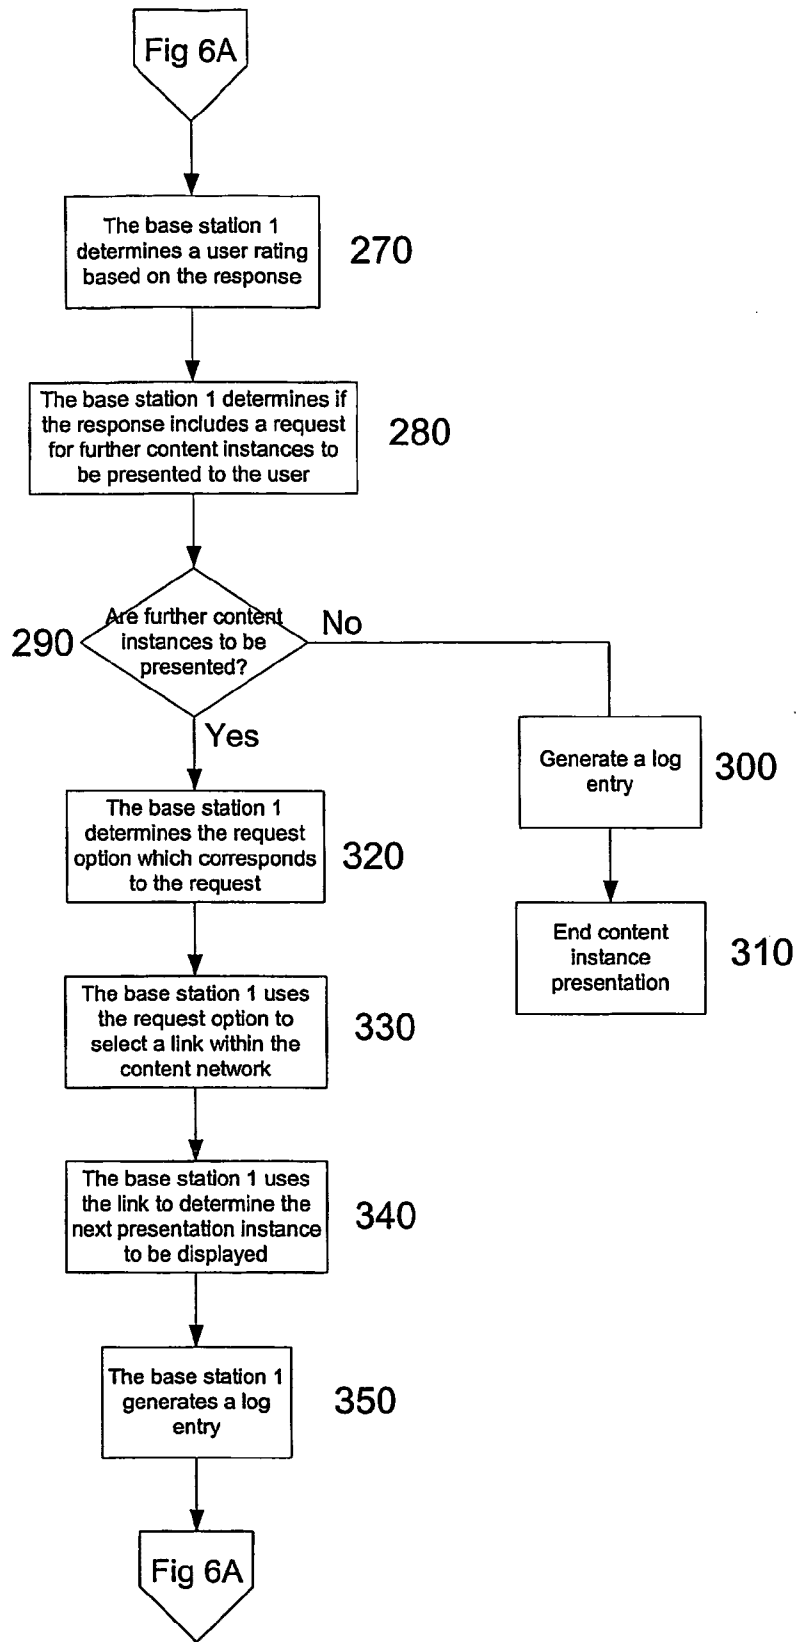 Fig 6A
The base station 1
determines a user rating
based on the response
270
The base station 1 determines if
the response includes a request
for further content instances to
be presented to the user
280
290
Are further content
instances to be
presented?
No
Yes
Generate a log
entry
300
The base station 1
determines the request
option which corresponds
to the request
320
End content
instance
presentation
310
The base station 1 uses
the request option to
select a link within the
content network
330
The base station 1 uses
the link to determine the
next presentation instance
to be displayed
340
The base station 1
generates a log
entry
350
Fig 6A